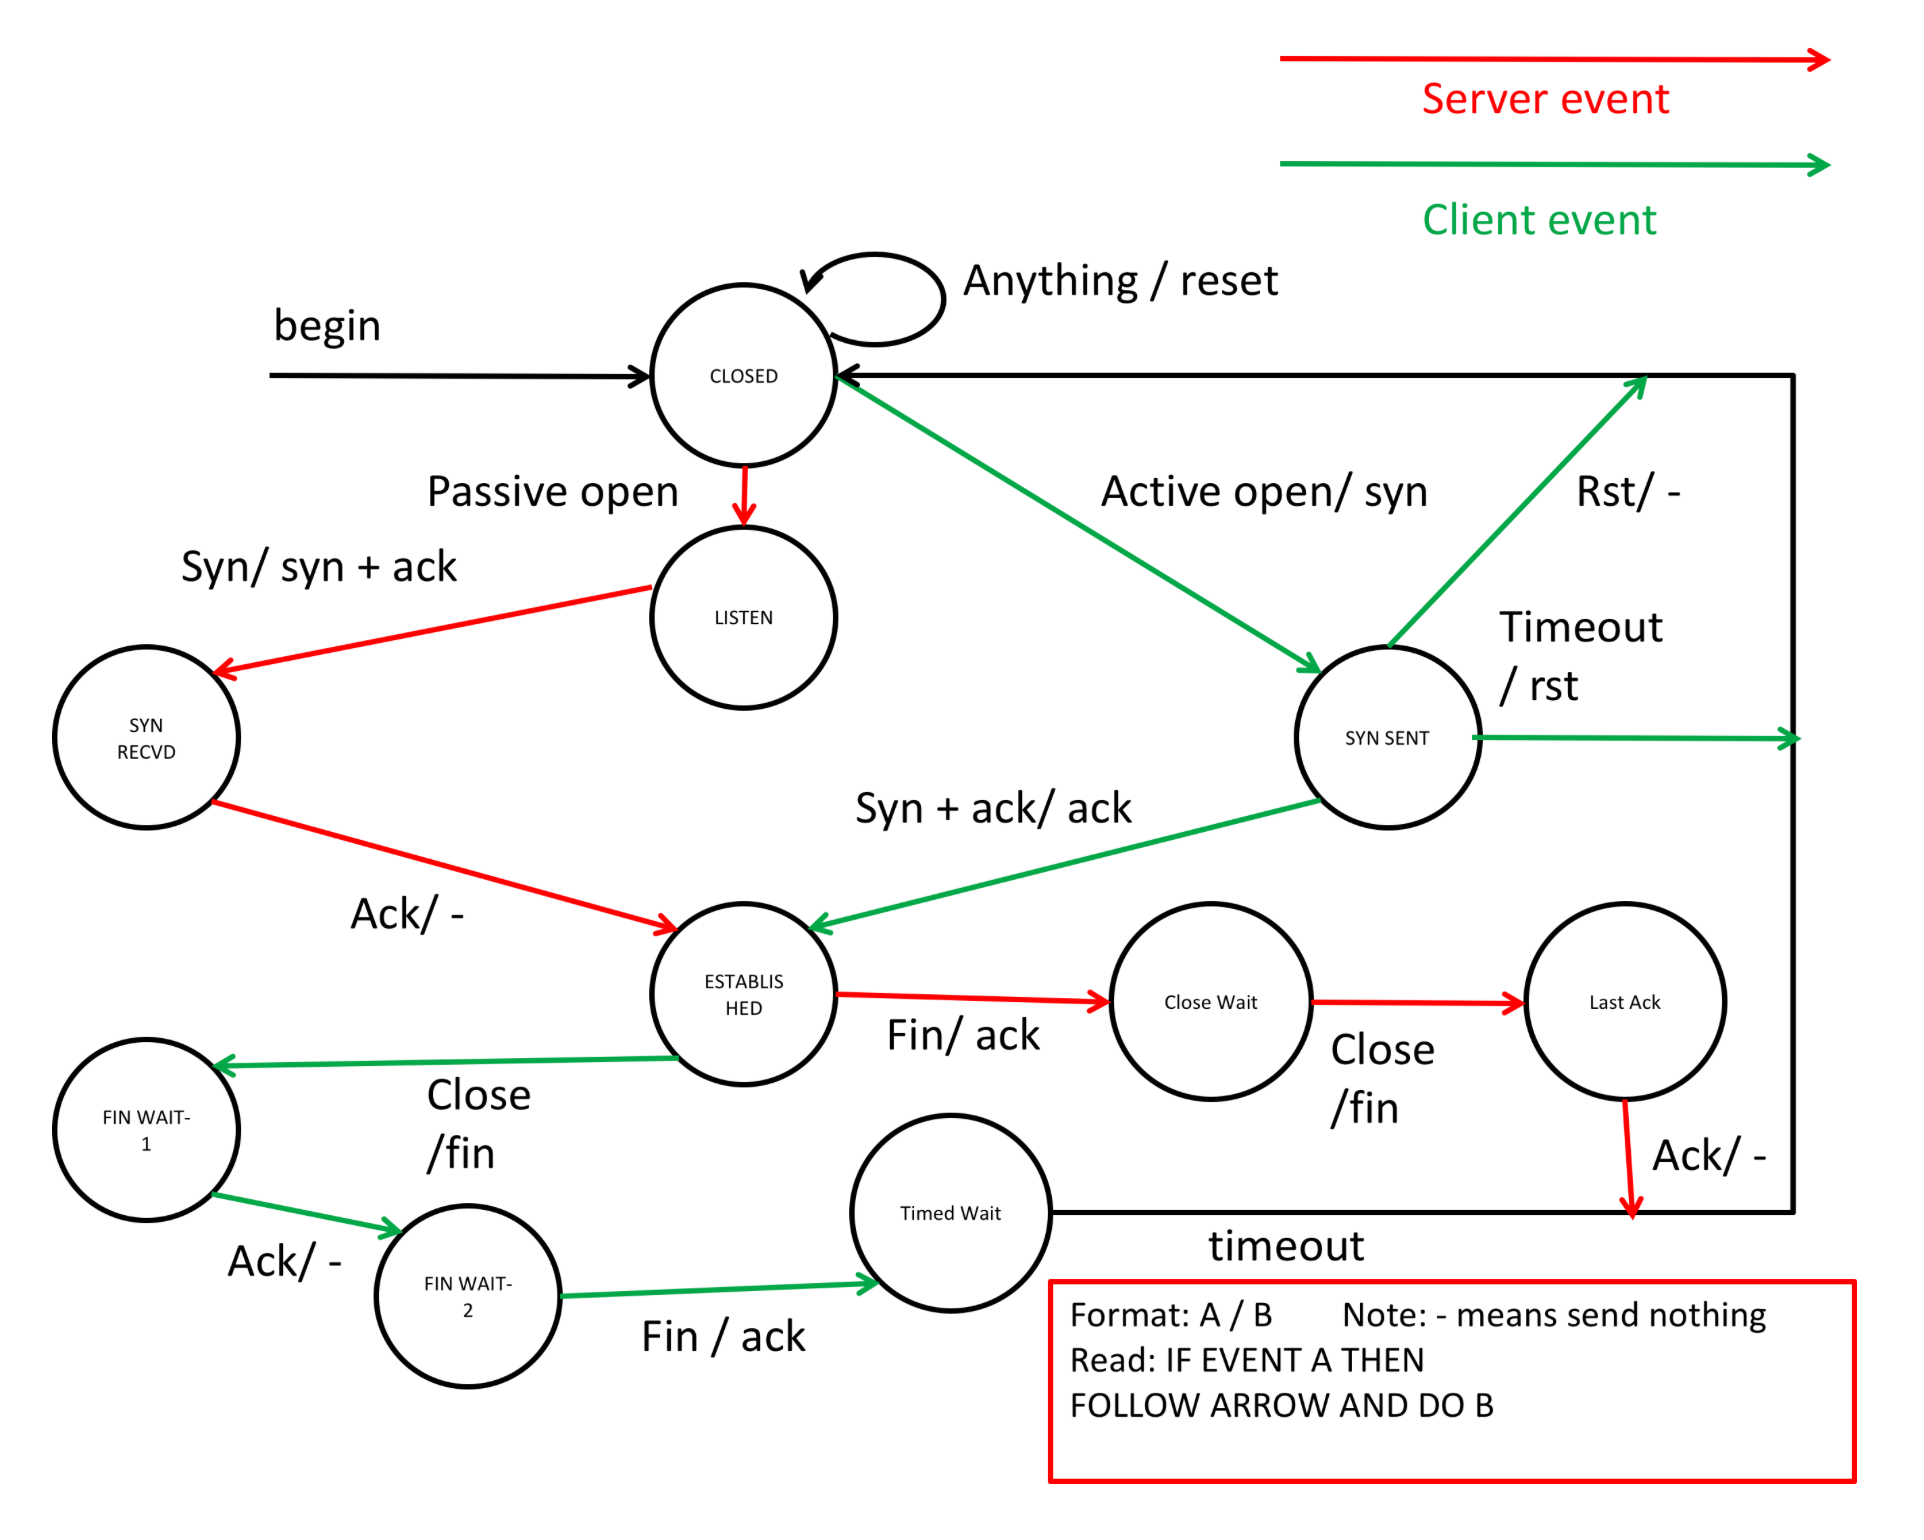 Server event
Client event
Anything / reset
begin
CLOSED
Passive open
Active open/ syn
Rst/ -
Syn/ syn + ack
LISTEN
Timeout
/ rst
SYN
RECVD
SYN SENT
Syn + ack/ ack
Ack/ -
ESTABLIS
HED
Close Wait
Last Ack
Fin/ ack
Close
/fin
FIN WAIT-
1
Close
/fin
Ack/ -
Timed Wait
timeout
Ack/ -
FIN WAIT-
2
Fin / ack
Format: A / B Note: - means send nothing
Read: IF EVENT A THEN
FOLLOW ARROW AND DO B